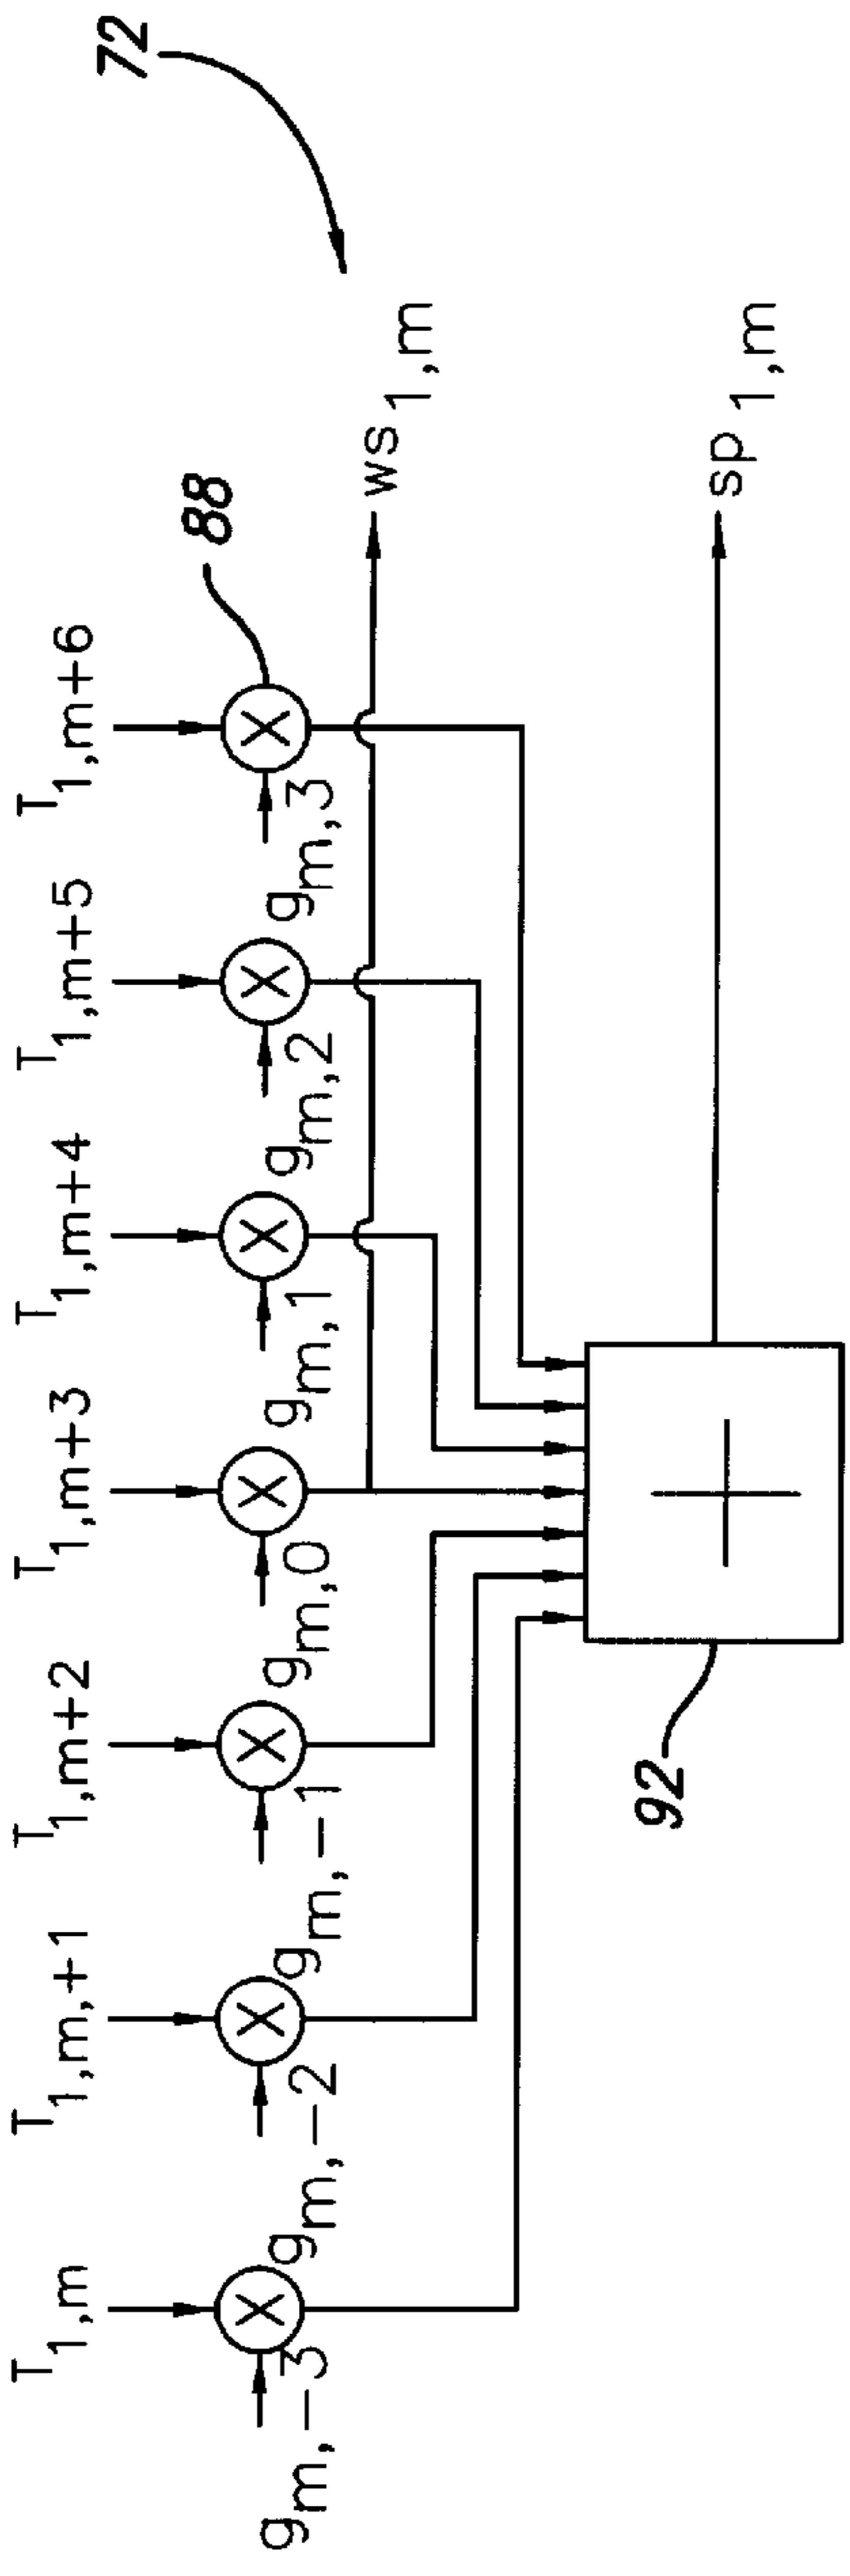 72
T1,m T1,m,+1 T1,m+2 T1,m+3 T1,m+4 T1,m+5 T1,m+6
88
gm,-3 gm,-2 gm,-1 gm,0 gm,1 gm,2 gm,3
ws1,m
92
sp1,m